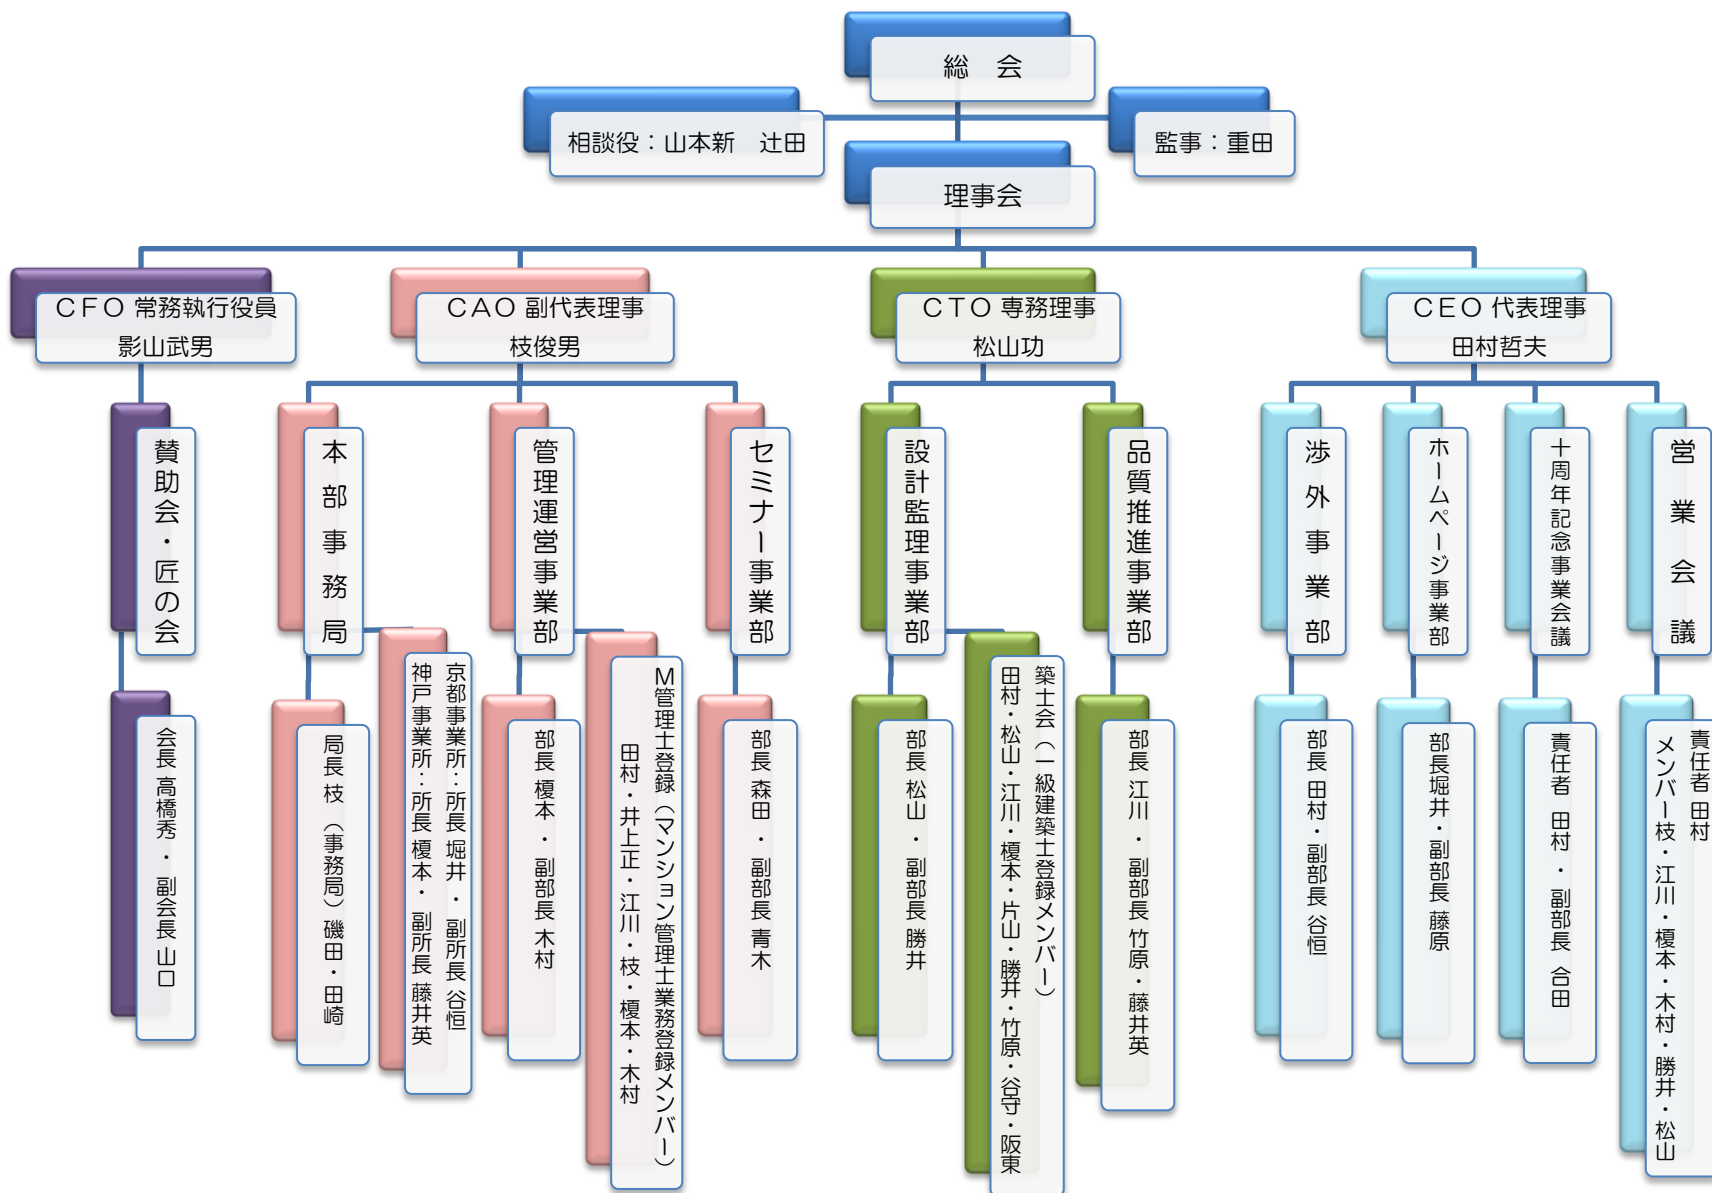 総　会
相談役：山本新　辻田
監事：重田
理事会
ＣＦＯ 常務執行役員
影山武男
ＣＡＯ 副代表理事
枝俊男
ＣＴＯ 専務理事
松山功
ＣＥＯ 代表理事
田村哲夫
賛助会・匠の会
本部事務局
管理運営事業部
セミナー事業部
設計監理事業部
品質推進事業部
渉外事業部
ホームページ事業部
十周年記念事業会議
営業会議
会長 高橋秀・副会長 山口
局長 枝（事務局）磯田・田崎
京都事業所：所長 堀井・副所長 谷恒
神戸事業所：所長 榎本・副所長 藤井英
部長 榎本・副部長 木村
Ｍ管理士登録（マンション管理士業務登録メンバー）
田村・井上正・江川・枝・榎本・木村
部長 森田・副部長 青木
部長 松山・副部長 勝井
築士会（一級建築士登録メンバー）
田村・松山・江川・榎本・片山・勝井・竹原・谷守・阪東
部長 江川・副部長 竹原・藤井英
部長 田村・副部長 谷恒
部長堀井・副部長 藤原
責任者 田村・副部長 合田
責任者 田村
メンバー枝・江川・榎本・木村・勝井・松山